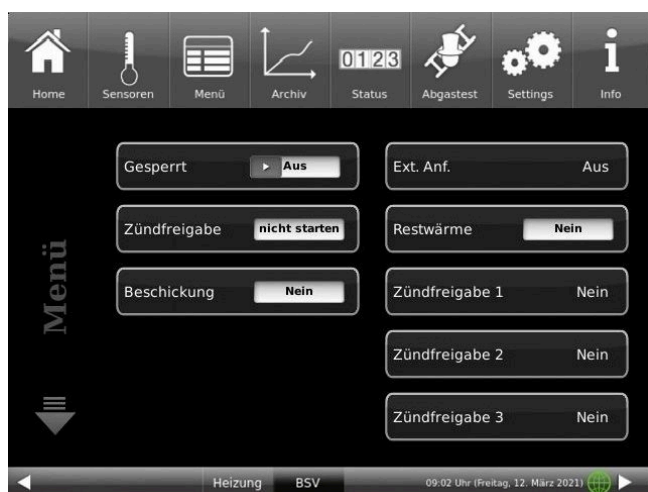 0123
i
Home Sensoren Menü Archiv Status Abgastest Settings Info
Menü
Gesperrt Aus
Zündfreigabe nicht starten
Beschickung Nein
Ext. Anf. Aus
Restwärme Nein
Zündfreigabe 1 Nein
Zündfreigabe 2 Nein
Zündfreigabe 3 Nein
Heizung BSV 09:02 Uhr (Freitag, 12. März 2021)